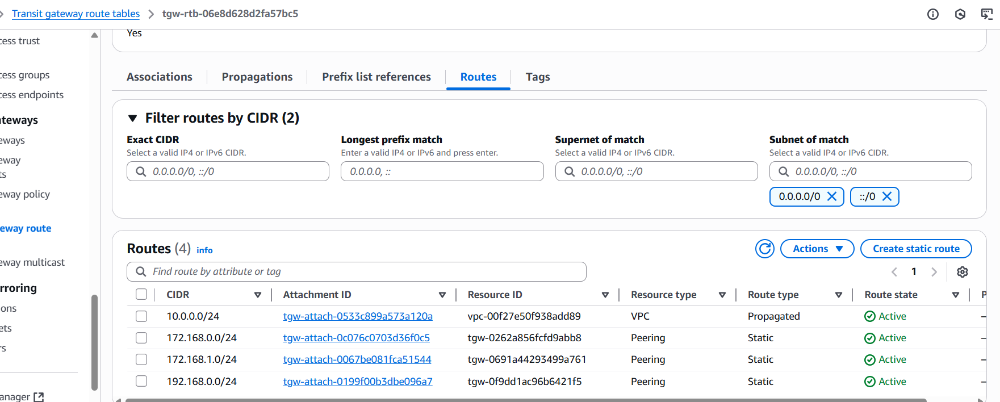 Transit gateway route tables > tgw-rtb-06e8d628d2fa57bc5
cess trust
cess groups
cess endpoints
teways
eways
eway
ts
eway policy
eway route
eway multicast
rroring
ions
ets
rs
anager
Yes
Associations Propagations Prefix list references Routes Tags
Filter routes by CIDR (2)
Exact CIDR Longest prefix match Supernet of match Subnet of match
Select a valid IP4 or IPv6 CIDR. Enter a valid IP4 or IPv6 and press enter. Select a valid IP4 or IPv6 CIDR. Select a valid IP4 or IPv6 CIDR.
0.0.0.0/0, ::/0 0.0.0.0, :: 0.0.0.0/0, ::/0 0.0.0.0/0, ::/0
0.0.0.0/0 ::/0
Routes (4) info Actions Create static route
Find route by attribute or tag 1
CIDR Attachment ID Resource ID Resource type Route type Route state P
10.0.0.0/24 tgw-attach-0533c899a573a120a vpc-00f27e50f938add89 VPC Propagated Active –
172.168.0.0/24 tgw-attach-0c076c0703d36f0c5 tgw-0262a856fcfd9abb8 Peering Static Active –
172.168.1.0/24 tgw-attach-0067be081fca51544 tgw-0691a44293499a761 Peering Static Active –
192.168.0.0/24 tgw-attach-0199f00b3dbe096a7 tgw-0f9dd1ac96b6421f5 Peering Static Active –